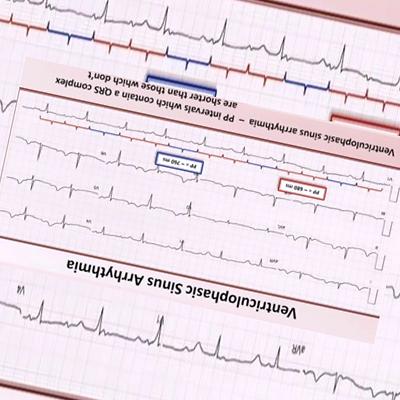 aVR V4
Ventriculophasic Sinus Arrhythmia
PP ~ = 680 ms
PP ~ = 760 ms
Ventriculophasic sinus arrhythmia – PP intervals which contain a QRS complex
are shorter than those which don't